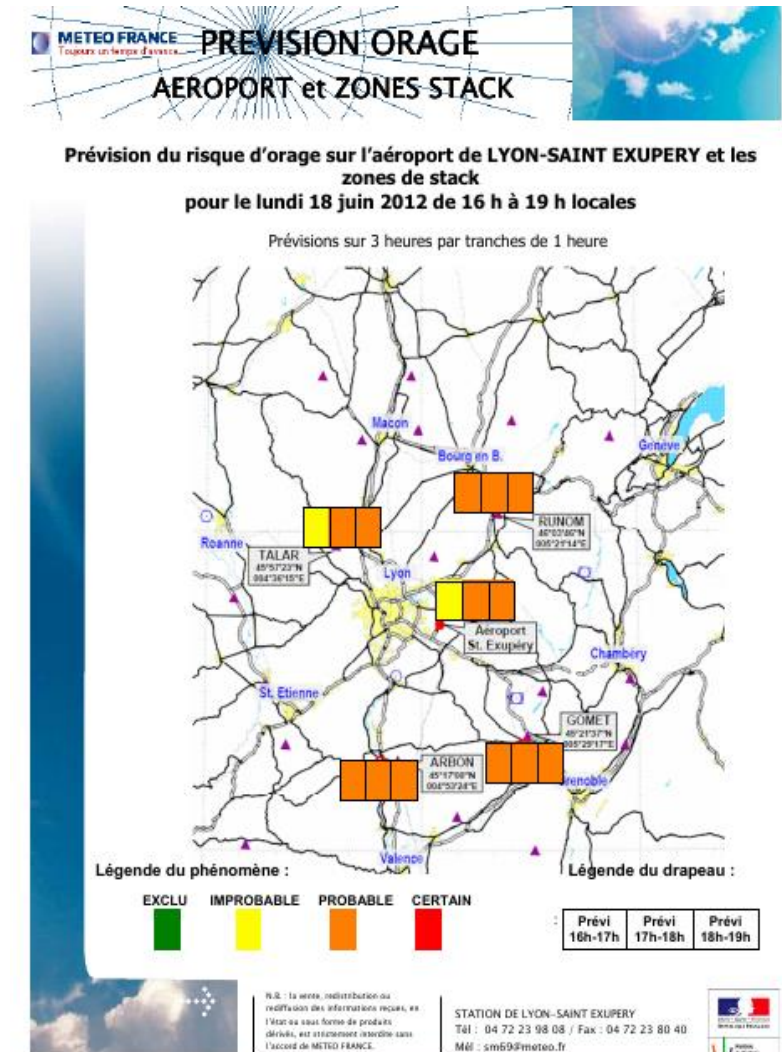 METEO FRANCE
Toujours un temps d'avance
PREVISION ORAGE
AEROPORT et ZONES STACK
Prévision du risque d'orage sur l'aéroport de LYON-SAINT EXUPERY et les
zones de stack
pour le lundi 18 juin 2012 de 16 h à 19 h locales
Prévisions sur 3 heures par tranches de 1 heure
Macon
Genève
Bourg en B.
RUNOM
46°03'46"N
005°21'14"E
Roanne
TALAR
45°57'23"N
004°36'15"E
Lyon
Aéroport
St. Exupéry
Chambéry
St. Etienne
GOMET
45°21'37"N
005°29'17"E
ARBON
45°17'08"N
004°53'24"E
Grenoble
Valence
Légende du phénomène :
Légende du drapeau :
EXCLU IMPROBABLE PROBABLE CERTAIN
:
Prévi Prévi Prévi
16h-17h 17h-18h 18h-19h
N.B. : la vente, redistribution ou
rediffusion des informations reçues, en
l'état ou sous forme de produits
dérivés, est strictement interdite sans
l'accord de METEO FRANCE.
STATION DE LYON-SAINT EXUPERY
Tél : 04 72 23 98 08 / Fax : 04 72 23 80 40
Mél : sm69@meteo.fr